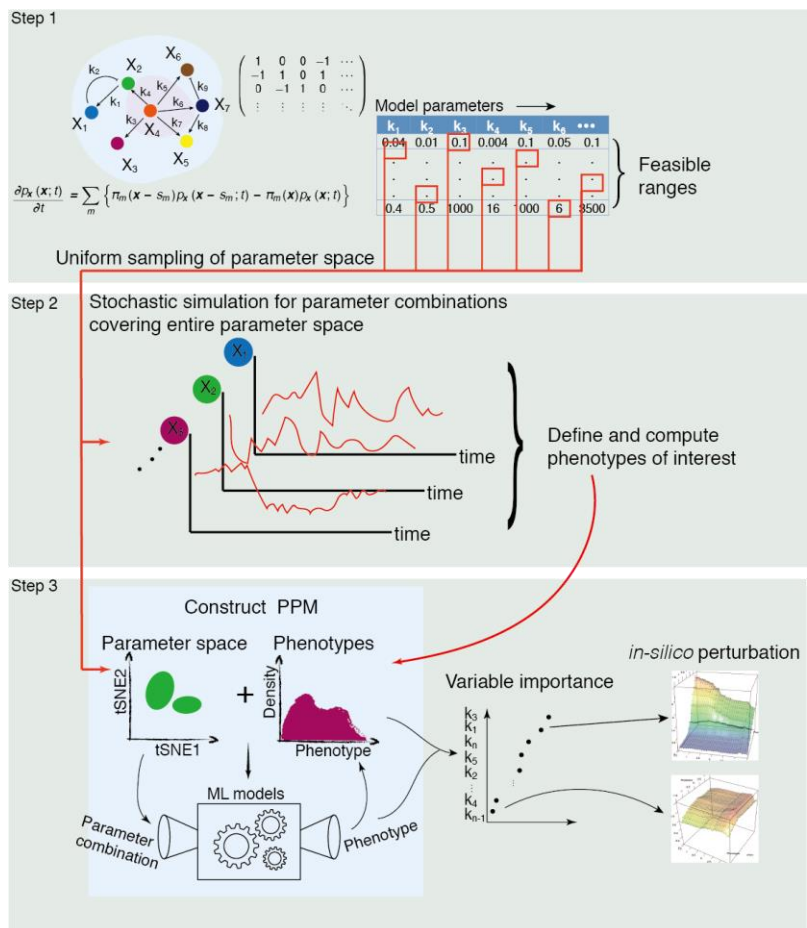 Step 1
X₂
X₆
k₂
k₅
k₉
k₄
k₁
k₆
X₇
X₁
X₄
k₃
k₇
k₈
X₃
X₅
1 0 0 −1 ⋯
−1 1 0 1 ⋯
0 −1 1 0 ⋯
⋮ ⋮ ⋮ ⋮ ⋱
∂pₓ(x; t)/∂t = ∑ₘ {πₘ(x − sₘ)pₓ(x − sₘ; t) − πₘ(x)pₓ(x; t)}
Model parameters
k₁ k₂ k₃ k₄ k₅ k₆ •••
0.04 0.01 0.1 0.004 0.1 0.05 0.1
. . . . . . .
. . . . . . .
. . . . . . .
. . . . . . .
0.4 0.5 1000 16 1000 6 3500
Feasible
ranges
Uniform sampling of parameter space
Step 2
Stochastic simulation for parameter combinations
covering entire parameter space
X₁
X₂
X₃
time
time
time
Define and compute
phenotypes of interest
Step 3
Construct PPM
Parameter space
Phenotypes
tSNE2
tSNE1
+
Density
Phenotype
ML models
Parameter
combination
Phenotype
Variable importance
k₃
k₁
kₙ
k₅
k₂
⋮
k₄
kₙ₋₁
in-silico perturbation